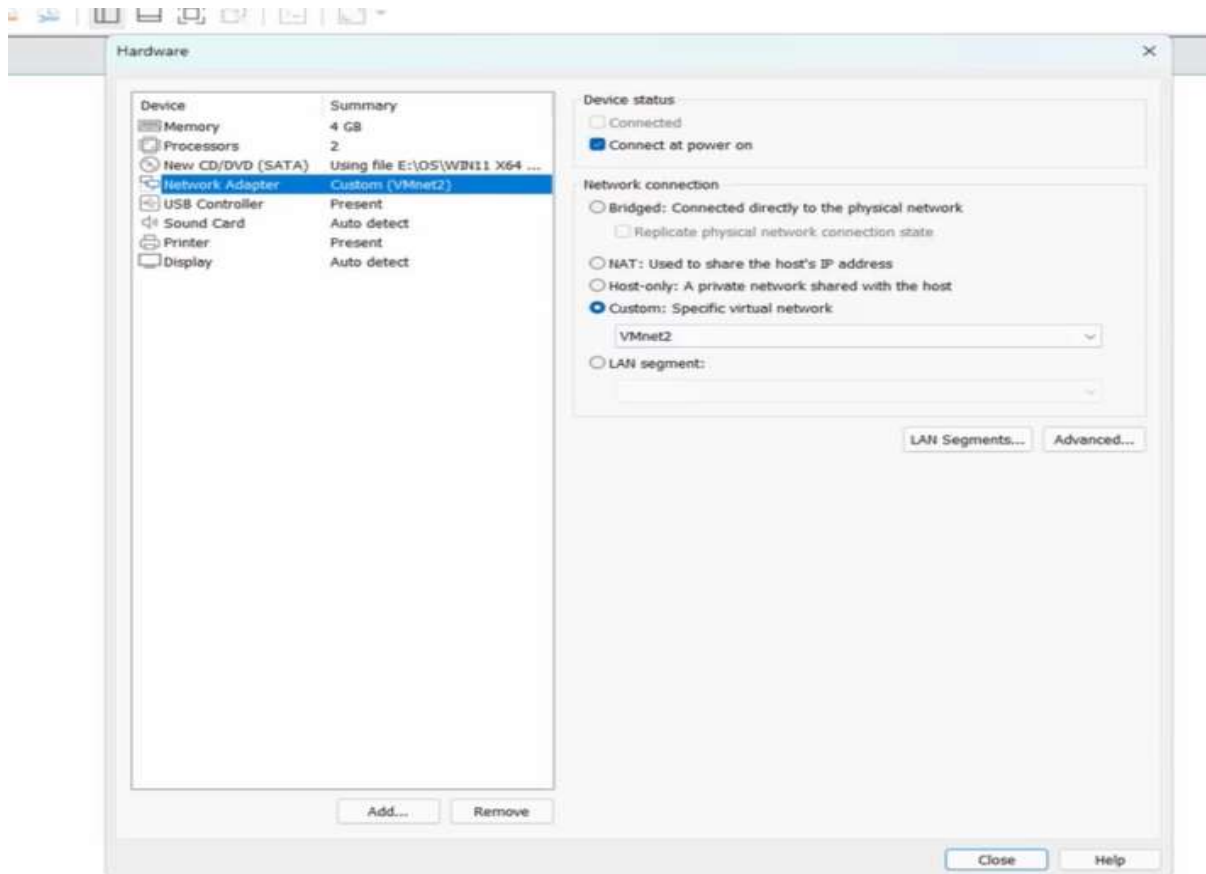 Hardware
Device Summary
Memory 4 GB
Processors 2
New CD/DVD (SATA) Using file E:\OS\WIN11 X64 ...
Network Adapter Custom (VMnet2)
USB Controller Present
Sound Card Auto detect
Printer Present
Display Auto detect
Add... Remove
Device status
Connected
Connect at power on
Network connection
Bridged: Connected directly to the physical network
Replicate physical network connection state
NAT: Used to share the host's IP address
Host-only: A private network shared with the host
Custom: Specific virtual network
VMnet2
LAN segment:
LAN Segments... Advanced...
Close Help